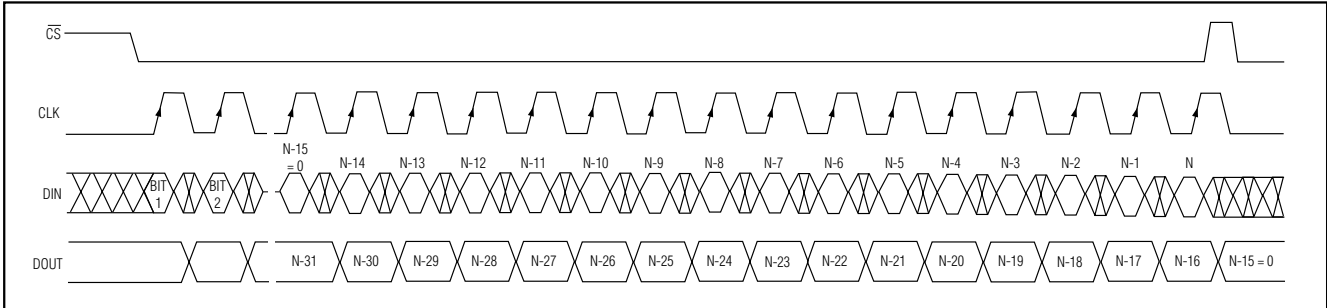 CS
CLK
N-15
= 0 N-14 N-13 N-12 N-11 N-10 N-9 N-8 N-7 N-6 N-5 N-4 N-3 N-2 N-1 N
DIN BIT 1 BIT 2
DOUT N-31 N-30 N-29 N-28 N-27 N-26 N-25 N-24 N-23 N-22 N-21 N-20 N-19 N-18 N-17 N-16 N-15 = 0